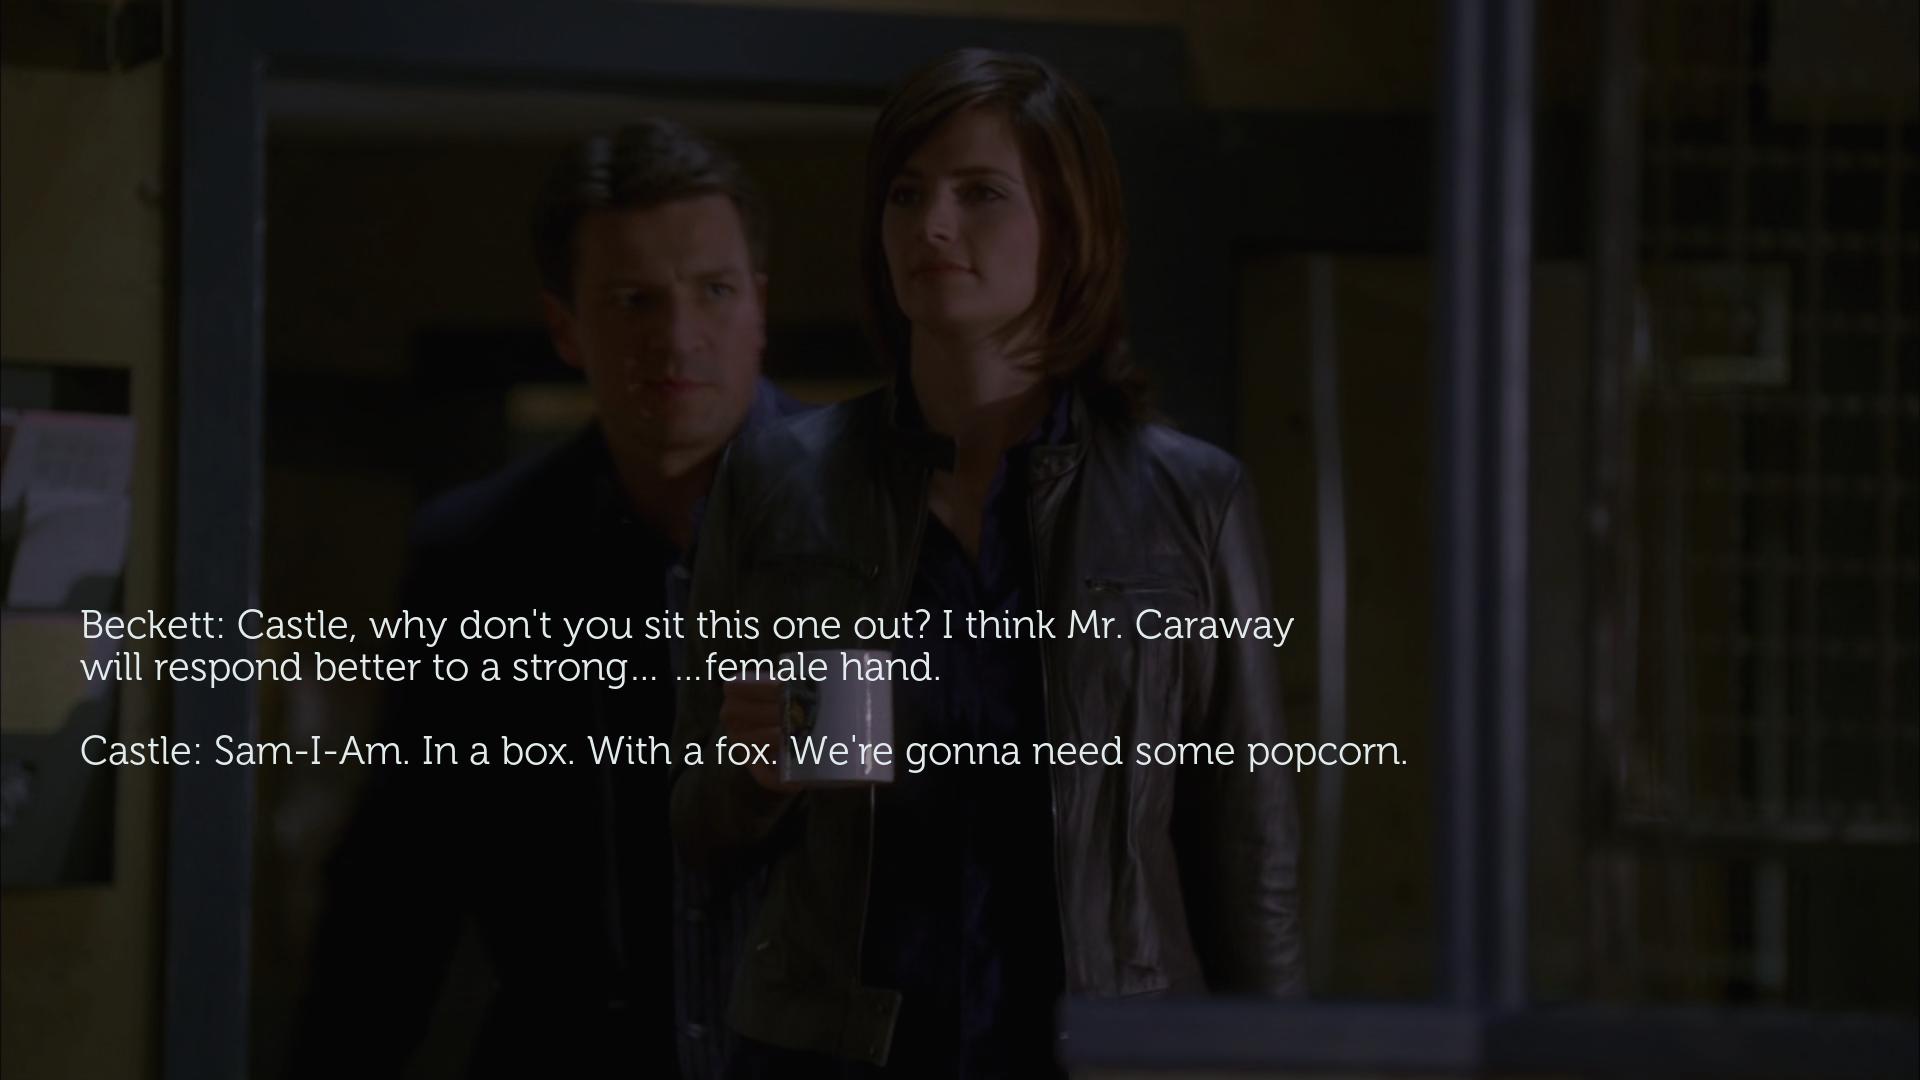 Beckett: Castle, why don't you sit this one out? I think Mr. Caraway
will respond better to a strong... ...female hand.
Castle: Sam-I-Am. In a box. With a fox. We're gonna need some popcorn.